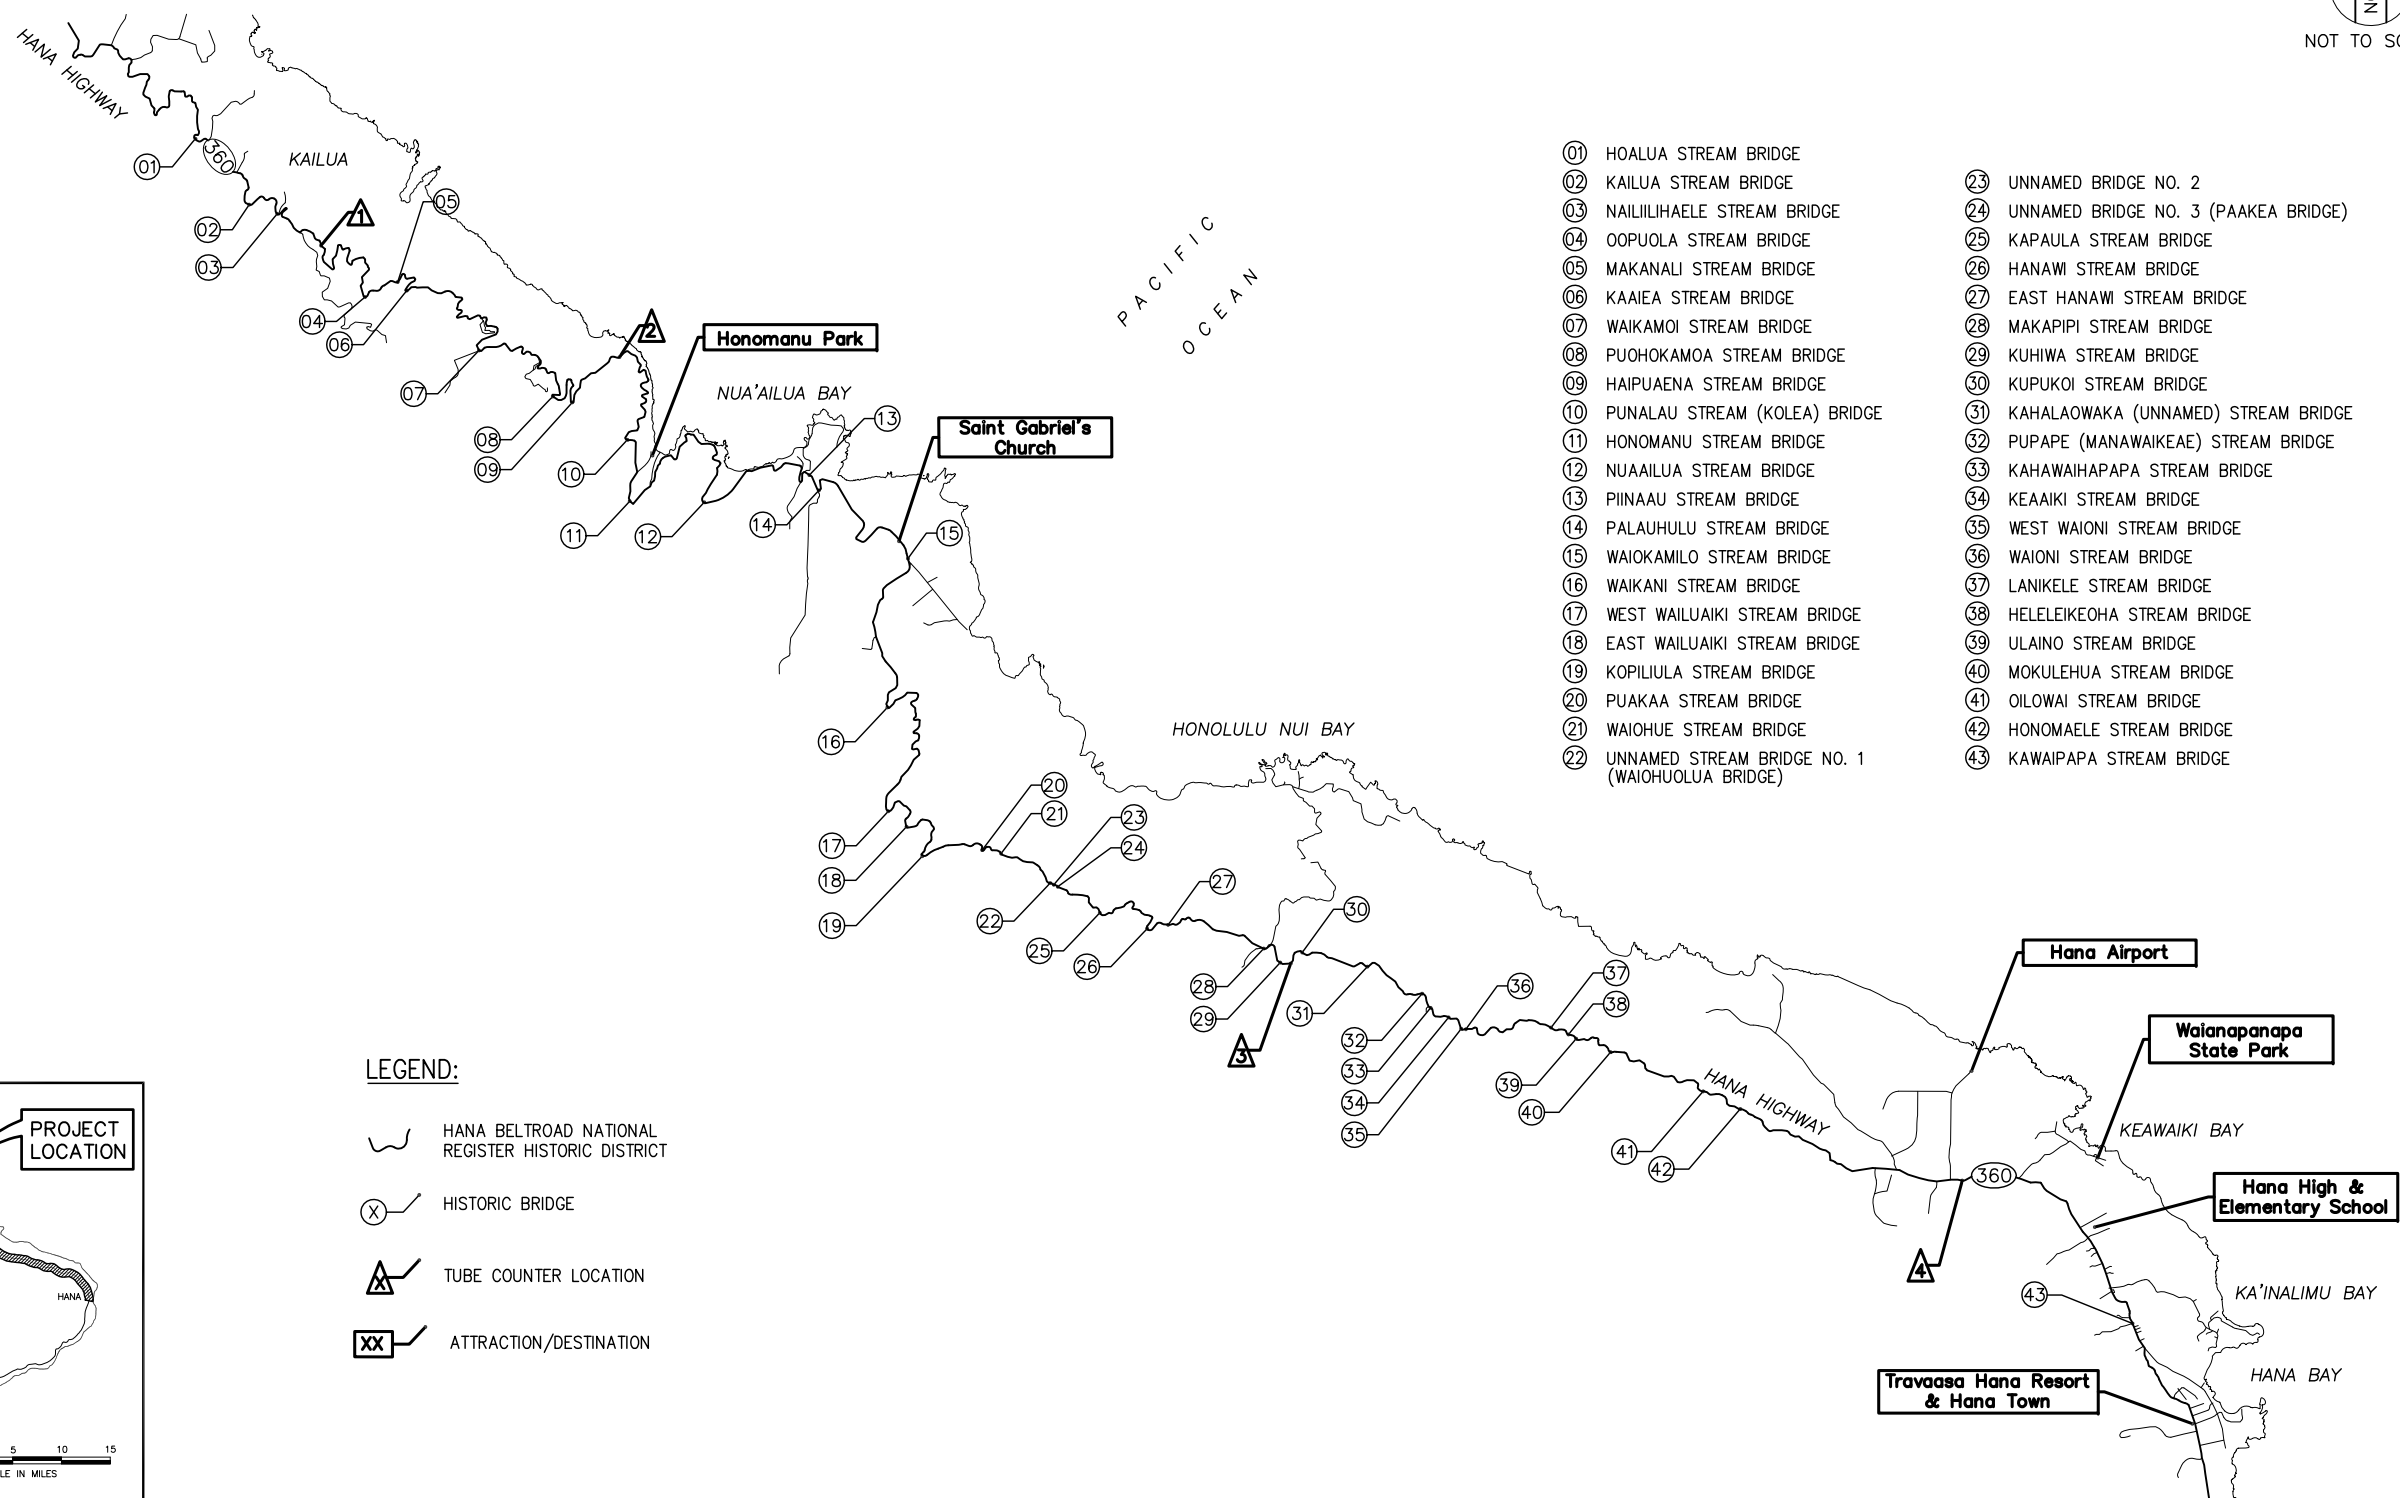 NOT TO SC
HANA HIGHWAY
360
KAILUA
01
02
03
04
05
06
07
08
09
10
11
12
13
14
15
16
17
18
19
20
21
22
23
24
25
26
27
28
29
30
31
32
33
34
35
36
37
38
39
40
41
42
43
1
2
3
4
Honomanu Park
NUA'AILUA BAY
Saint Gabriel's
Church
PACIFIC
OCEAN
HONOLULU NUI BAY
Hana Airport
Waianapanapa
State Park
HANA HIGHWAY
360
KEAWAIKI BAY
Hana High &
Elementary School
KA'INALIMU BAY
HANA BAY
Travaasa Hana Resort
& Hana Town
01 HOALUA STREAM BRIDGE
02 KAILUA STREAM BRIDGE
03 NAILIILIHAELE STREAM BRIDGE
04 OOPUOLA STREAM BRIDGE
05 MAKANALI STREAM BRIDGE
06 KAAIEA STREAM BRIDGE
07 WAIKAMOI STREAM BRIDGE
08 PUOHOKAMOA STREAM BRIDGE
09 HAIPUAENA STREAM BRIDGE
10 PUNALAU STREAM (KOLEA) BRIDGE
11 HONOMANU STREAM BRIDGE
12 NUAAILUA STREAM BRIDGE
13 PIINAAU STREAM BRIDGE
14 PALAUHULU STREAM BRIDGE
15 WAIOKAMILO STREAM BRIDGE
16 WAIKANI STREAM BRIDGE
17 WEST WAILUAIKI STREAM BRIDGE
18 EAST WAILUAIKI STREAM BRIDGE
19 KOPILIULA STREAM BRIDGE
20 PUAKAA STREAM BRIDGE
21 WAIOHUE STREAM BRIDGE
22 UNNAMED STREAM BRIDGE NO. 1
(WAIOHUOLUA BRIDGE)
23 UNNAMED BRIDGE NO. 2
24 UNNAMED BRIDGE NO. 3 (PAAKEA BRIDGE)
25 KAPAULA STREAM BRIDGE
26 HANAWI STREAM BRIDGE
27 EAST HANAWI STREAM BRIDGE
28 MAKAPIPI STREAM BRIDGE
29 KUHIWA STREAM BRIDGE
30 KUPUKOI STREAM BRIDGE
31 KAHALAOWAKA (UNNAMED) STREAM BRIDGE
32 PUPAPE (MANAWAIKEAE) STREAM BRIDGE
33 KAHAWAIHAPAPA STREAM BRIDGE
34 KEAAIKI STREAM BRIDGE
35 WEST WAIONI STREAM BRIDGE
36 WAIONI STREAM BRIDGE
37 LANIKELE STREAM BRIDGE
38 HELELEIKEOHA STREAM BRIDGE
39 ULAINO STREAM BRIDGE
40 MOKULEHUA STREAM BRIDGE
41 OILOWAI STREAM BRIDGE
42 HONOMAELE STREAM BRIDGE
43 KAWAIPAPA STREAM BRIDGE
LEGEND:
HANA BELTROAD NATIONAL
REGISTER HISTORIC DISTRICT
X HISTORIC BRIDGE
X TUBE COUNTER LOCATION
XX ATTRACTION/DESTINATION
PROJECT
LOCATION
HANA
5 10 15
LE IN MILES